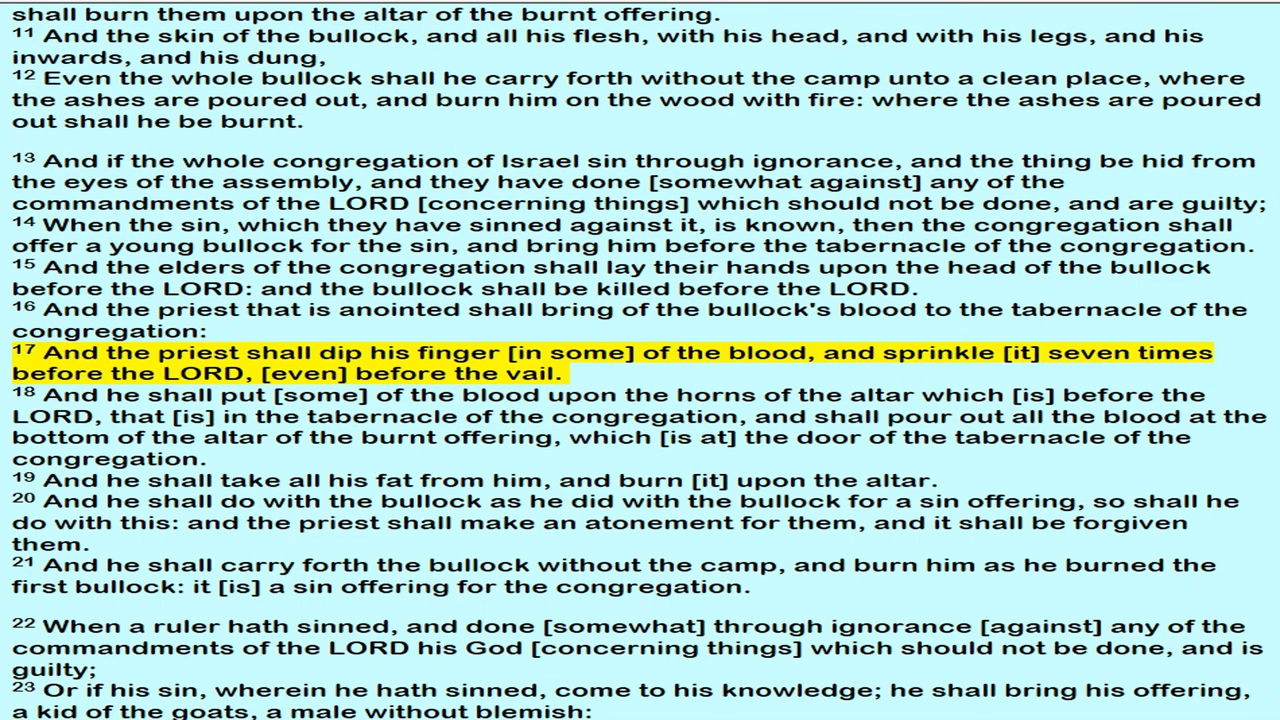 shall burn them upon the altar of the burnt offering.
11 And the skin of the bullock, and all his flesh, with his head, and with his legs, and his
inwards, and his dung,
12 Even the whole bullock shall he carry forth without the camp unto a clean place, where
the ashes are poured out, and burn him on the wood with fire: where the ashes are poured
out shall he be burnt.
13 And if the whole congregation of Israel sin through ignorance, and the thing be hid from
the eyes of the assembly, and they have done [somewhat against] any of the
commandments of the LORD [concerning things] which should not be done, and are guilty;
14 When the sin, which they have sinned against it, is known, then the congregation shall
offer a young bullock for the sin, and bring him before the tabernacle of the congregation.
15 And the elders of the congregation shall lay their hands upon the head of the bullock
before the LORD: and the bullock shall be killed before the LORD.
16 And the priest that is anointed shall bring of the bullock's blood to the tabernacle of the
congregation:
17 And the priest shall dip his finger [in some] of the blood, and sprinkle [it] seven times
before the LORD, [even] before the vail.
18 And he shall put [some] of the blood upon the horns of the altar which [is] before the
LORD, that [is] in the tabernacle of the congregation, and shall pour out all the blood at the
bottom of the altar of the burnt offering, which [is at] the door of the tabernacle of the
congregation.
19 And he shall take all his fat from him, and burn [it] upon the altar.
20 And he shall do with the bullock as he did with the bullock for a sin offering, so shall he
do with this: and the priest shall make an atonement for them, and it shall be forgiven
them.
21 And he shall carry forth the bullock without the camp, and burn him as he burned the
first bullock: it [is] a sin offering for the congregation.
22 When a ruler hath sinned, and done [somewhat] through ignorance [against] any of the
commandments of the LORD his God [concerning things] which should not be done, and is
guilty;
23 Or if his sin, wherein he hath sinned, come to his knowledge; he shall bring his offering,
a kid of the goats, a male without blemish: